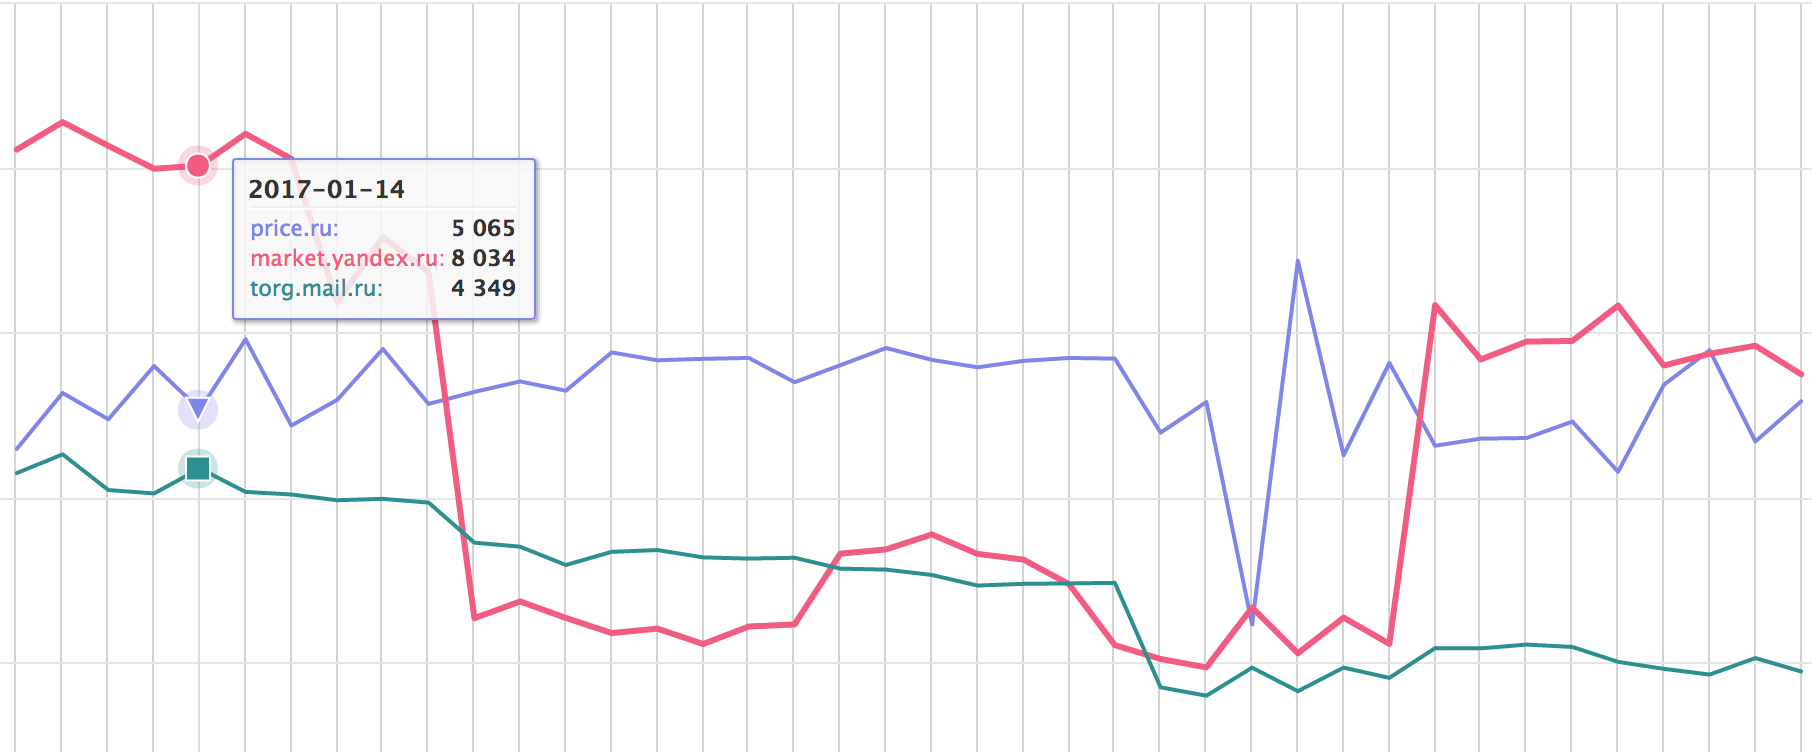 2017-01-14
price.ru: 5 065
market.yandex.ru: 8 034
torg.mail.ru: 4 349